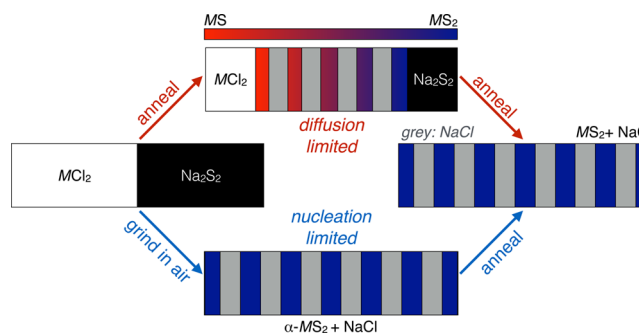 MS MS₂
MCl₂
Na₂S₂
anneal
anneal
diffusion
limited
grey: NaCl
MS₂+ NaC
MCl₂
Na₂S₂
grind in air
nucleation
limited
anneal
α-MS₂ + NaCl